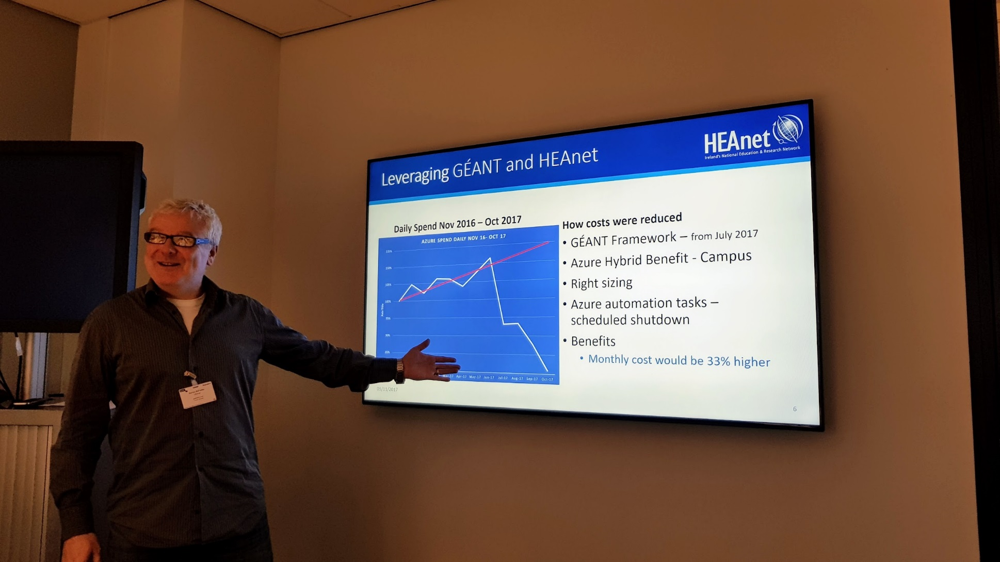 HEAnet
Ireland's National Education & Research Network
Leveraging GÉANT and HEAnet
Daily Spend Nov 2016 – Oct 2017
AZURE SPEND DAILY NOV 16- OCT 17
115%
110%
105%
100%
95%
90%
85%
Axis Title
Mar-17 Apr-17 May-17 Jun-17 Jul-17 Aug-17 Sep-17 Oct-17
How costs were reduced
• GÉANT Framework – from July 2017
• Azure Hybrid Benefit - Campus
• Right sizing
• Azure automation tasks –
scheduled shutdown
• Benefits
• Monthly cost would be 33% higher
09/11/2017
6